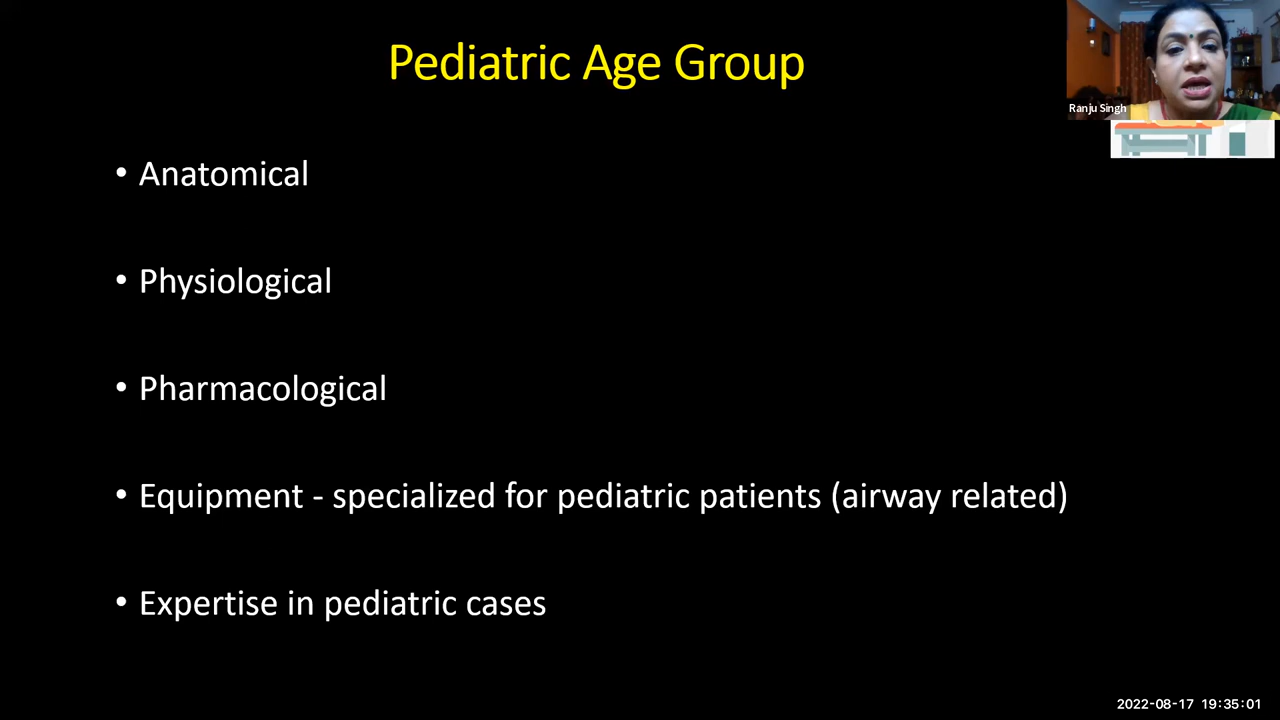 Pediatric Age Group
Ranju Singh
• Anatomical
• Physiological
• Pharmacological
• Equipment - specialized for pediatric patients (airway related)
• Expertise in pediatric cases
2022-08-17 19:35:01